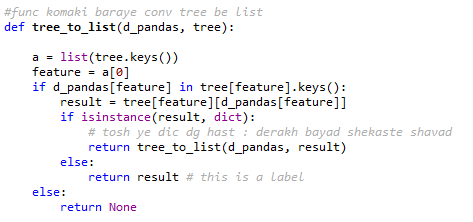 #func komaki baraye conv tree be list
def tree_to_list(d_pandas, tree):
    a = list(tree.keys())
    feature = a[0]
    if d_pandas[feature] in tree[feature].keys():
        result = tree[feature][d_pandas[feature]]
        if isinstance(result, dict):
            # tosh ye dic dg hast : derakh bayad shekaste shavad
            return tree_to_list(d_pandas, result)
        else:
            return result # this is a label
    else:
        return None